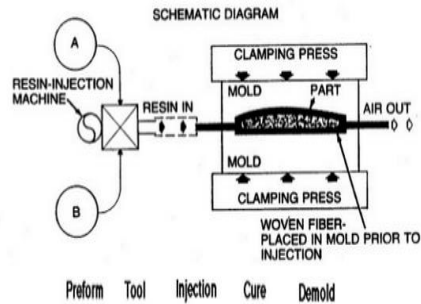 SCHEMATIC DIAGRAM
A
CLAMPING PRESS
RESIN-INJECTION
MACHINE
MOLD
PART
RESIN IN
AIR OUT
MOLD
B
CLAMPING PRESS
WOVEN FIBER-
PLACED IN MOLD PRIOR TO
INJECTION
Preform Tool Injection Cure Demold